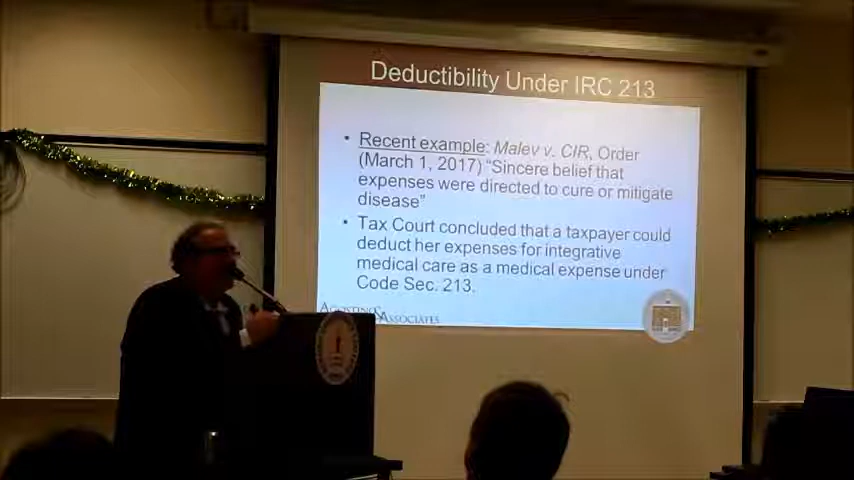 Deductibility Under IRC 213
• Recent example: Malev v. CIR, Order
(March 1, 2017) "Sincere belief that
expenses were directed to cure or mitigate
disease"
• Tax Court concluded that a taxpayer could
deduct her expenses for integrative
medical care as a medical expense under
Code Sec. 213.
AGOSTINO & ASSOCIATES